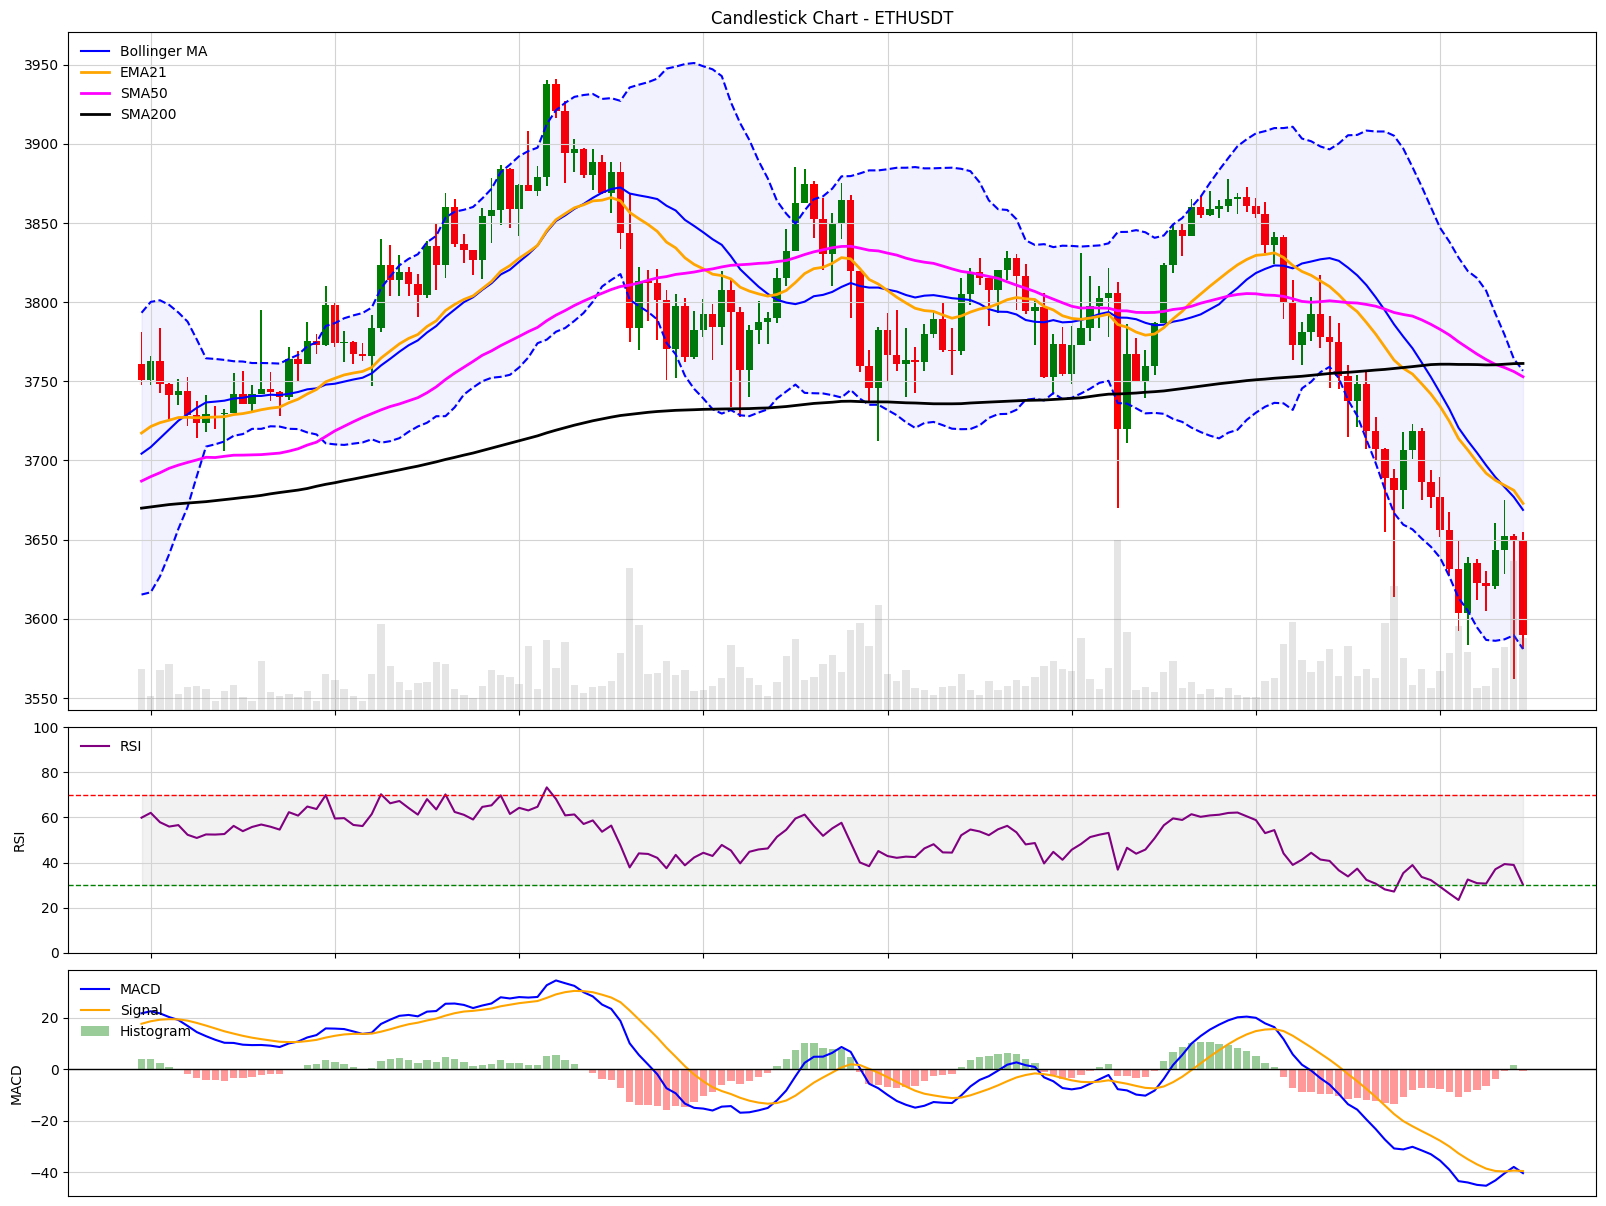 Candlestick Chart - ETHUSDT
Bollinger MA
EMA21
SMA50
SMA200
3950
3900
3850
3800
3750
3700
3650
3600
3550
RSI
100
80
60
40
20
0
RSI
MACD
Signal
Histogram
20
0
−20
−40
MACD